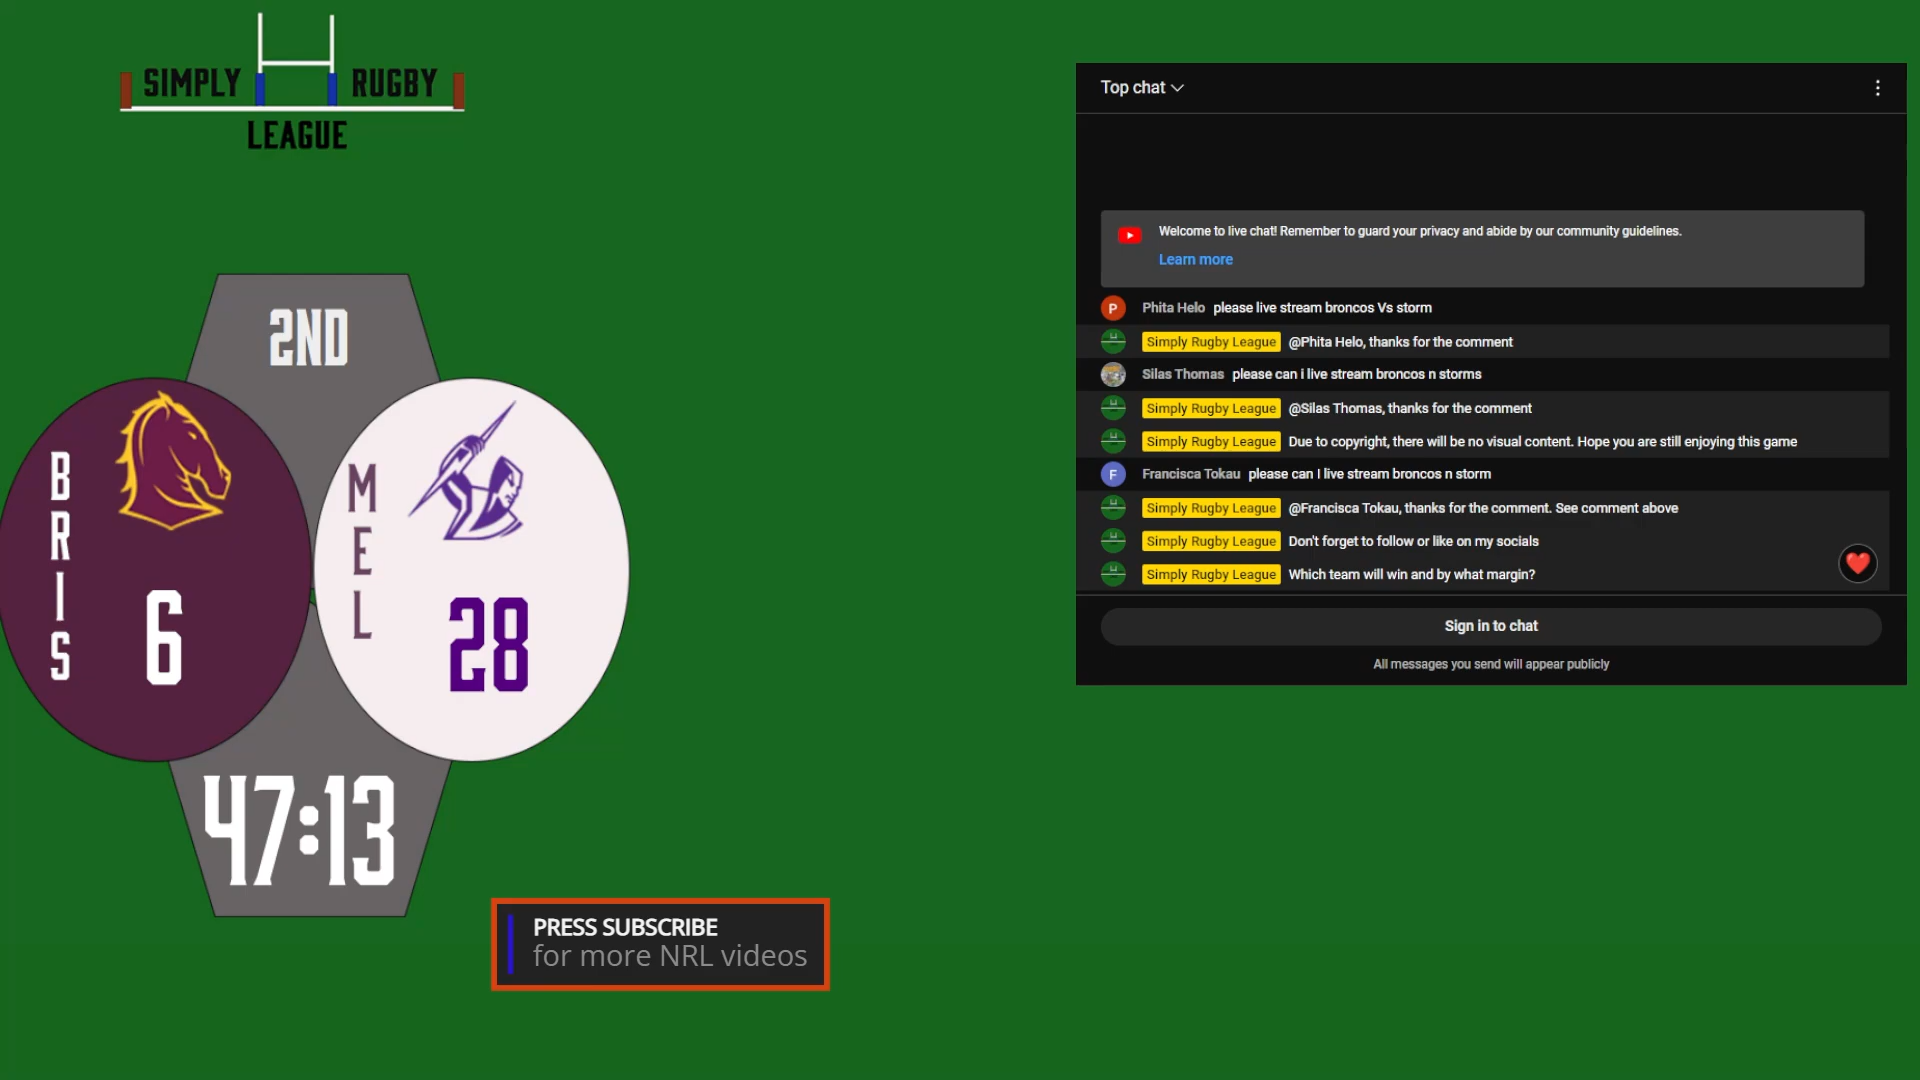 SIMPLY RUGBY
LEAGUE
2ND
BRIS
6
MEL
28
47:13
PRESS SUBSCRIBE
for more NRL videos
Top chat
Welcome to live chat! Remember to guard your privacy and abide by our community guidelines.
Learn more
P Phita Helo please live stream broncos Vs storm
Simply Rugby League @Phita Helo, thanks for the comment
Silas Thomas please can i live stream broncos n storms
Simply Rugby League @Silas Thomas, thanks for the comment
Simply Rugby League Due to copyright, there will be no visual content. Hope you are still enjoying this game
F Francisca Tokau please can I live stream broncos n storm
Simply Rugby League @Francisca Tokau, thanks for the comment. See comment above
Simply Rugby League Don't forget to follow or like on my socials
Simply Rugby League Which team will win and by what margin?
Sign in to chat
All messages you send will appear publicly